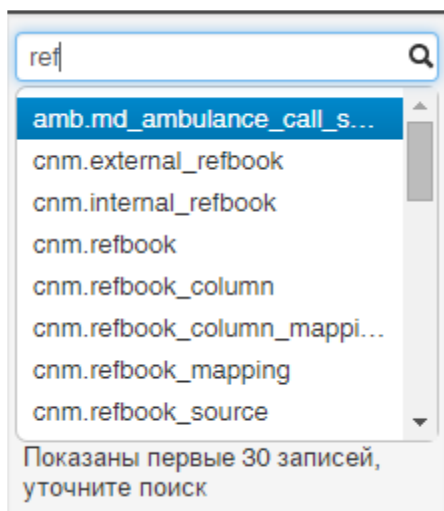 ref
amb.md_ambulance_call_s...
cnm.external_refbook
cnm.internal_refbook
cnm.refbook
cnm.refbook_column
cnm.refbook_column_mappi...
cnm.refbook_mapping
cnm.refbook_source
Показаны первые 30 записей,
уточните поиск